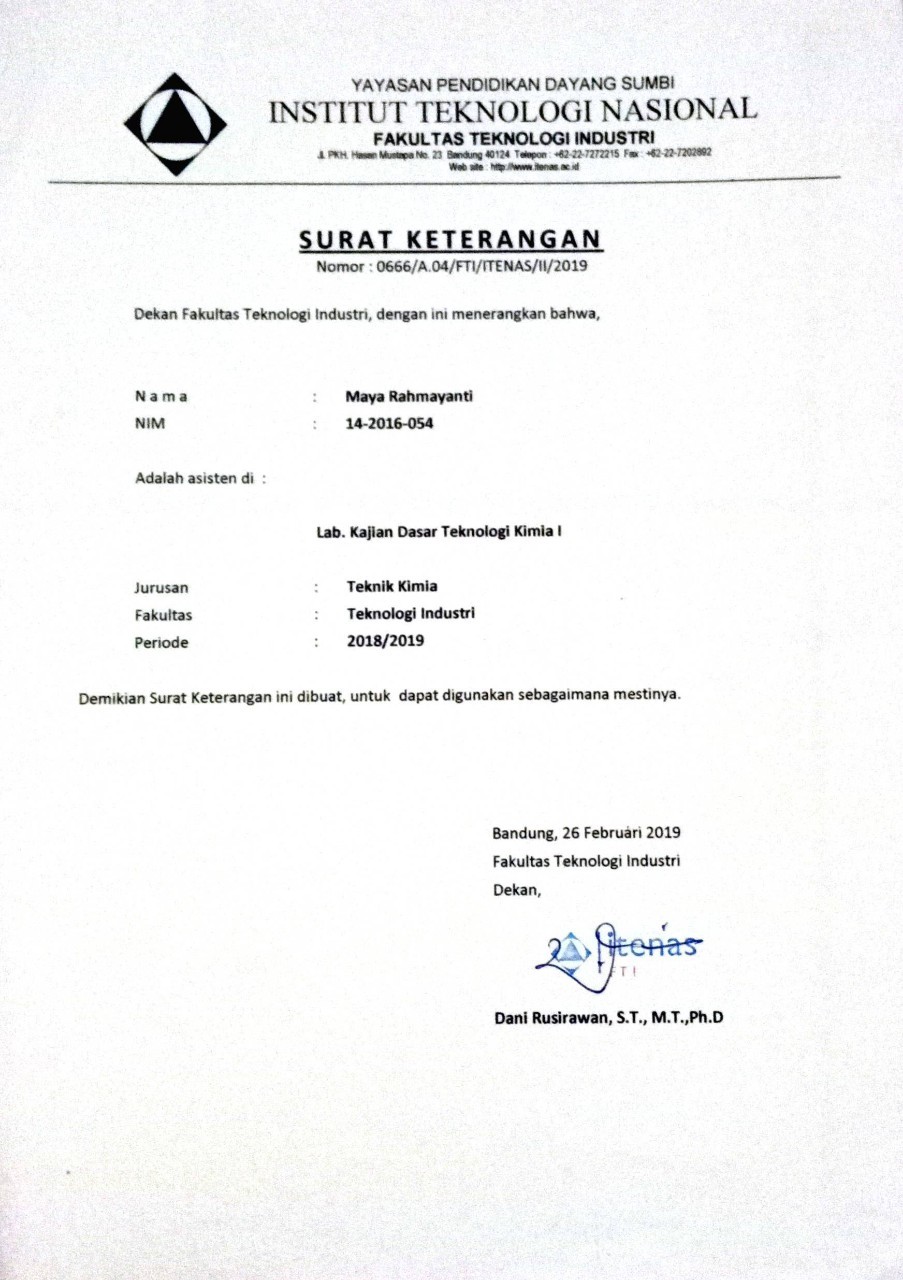 YAYASAN PENDIDIKAN DAYANG SUMBI
INSTITUT TEKNOLOGI NASIONAL
FAKULTAS TEKNOLOGI INDUSTRI
Jl. PKH. Hasan Mustapa No. 23 Bandung 40124 Telepon : +62-22-7272215 Fax : +62-22-7202892
Web site : http://www.itenas.ac.id
SURAT KETERANGAN
Nomor : 0666/A.04/FTI/ITENAS/II/2019
Dekan Fakultas Teknologi Industri, dengan ini menerangkan bahwa,
N a m a : Maya Rahmayanti
NIM : 14-2016-054
Adalah asisten di :
Lab. Kajian Dasar Teknologi Kimia I
Jurusan : Teknik Kimia
Fakultas : Teknologi Industri
Periode : 2018/2019
Demikian Surat Keterangan ini dibuat, untuk dapat digunakan sebagaimana mestinya.
Bandung, 26 Februari 2019
Fakultas Teknologi Industri
Dekan,
itenas
FTI
Dani Rusirawan, S.T., M.T.,Ph.D